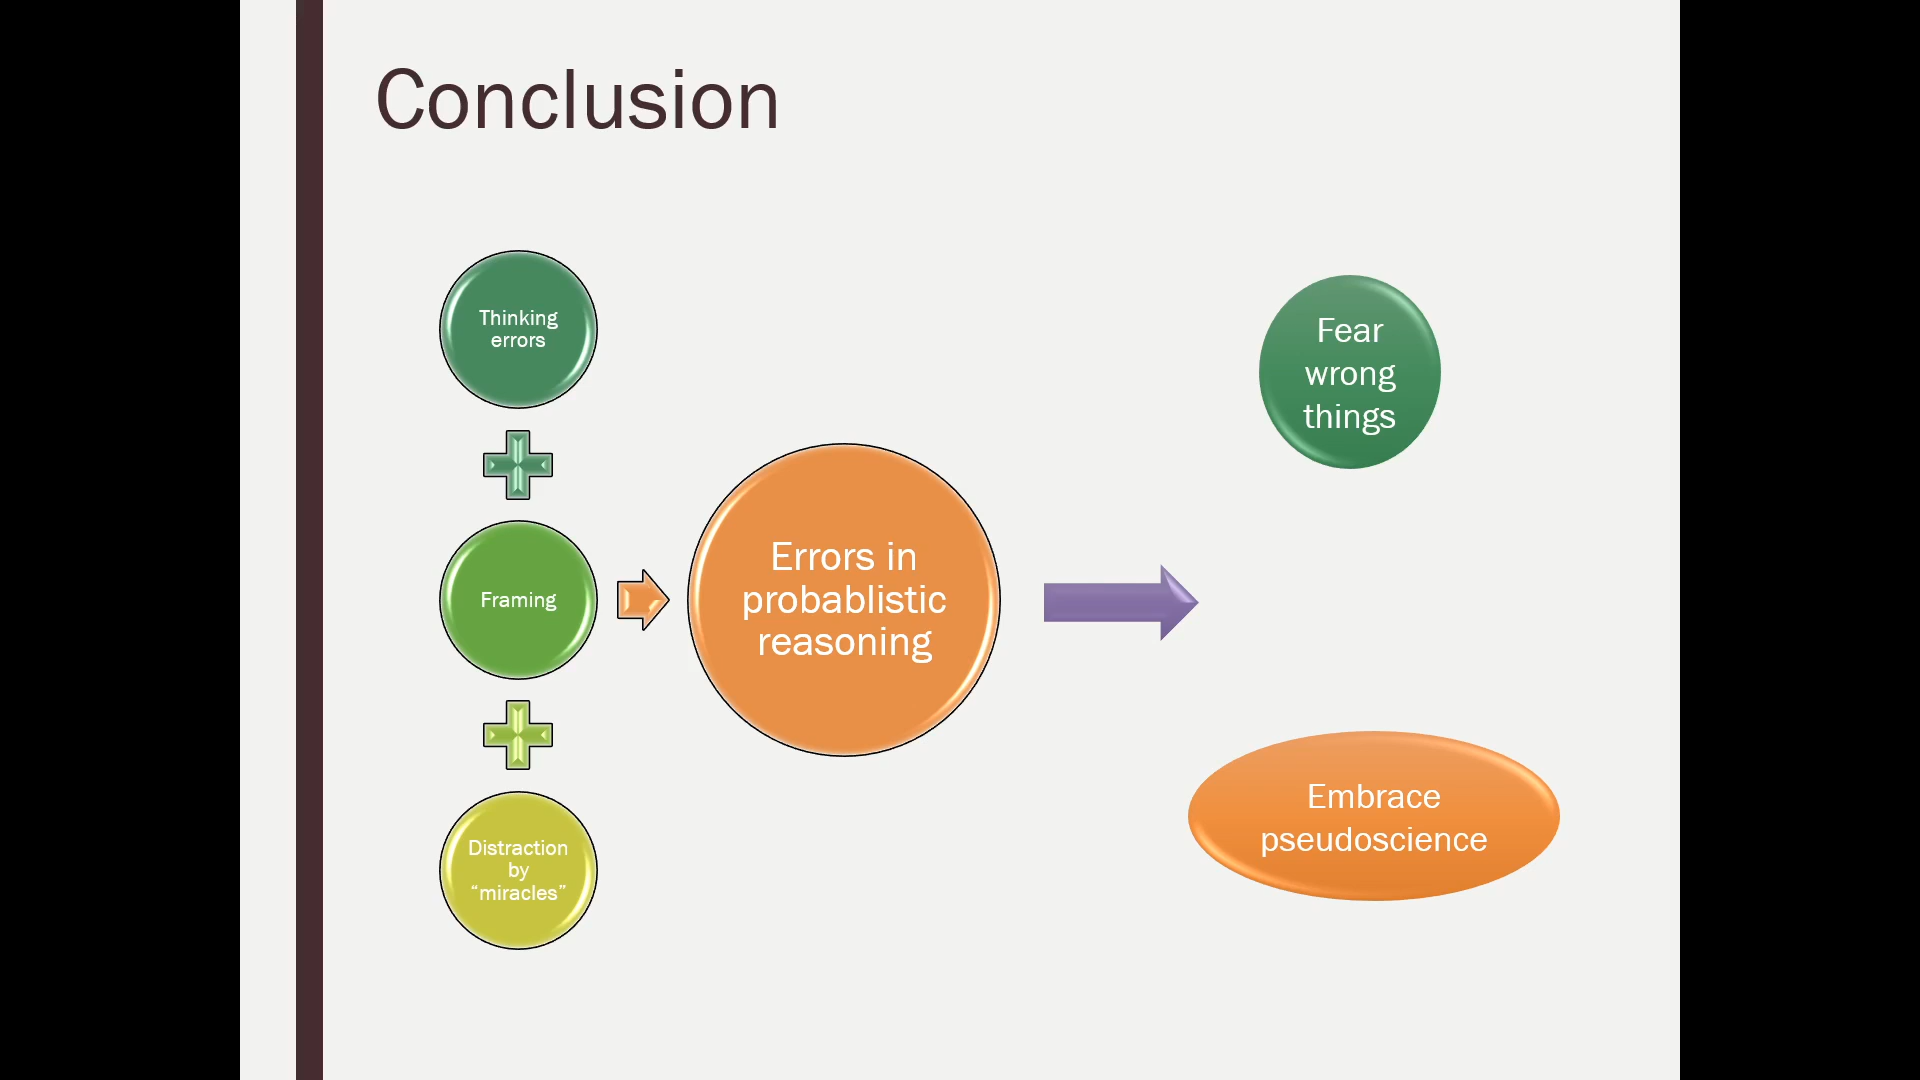 Conclusion
Thinking
errors
Framing
Distraction
by
“miracles”
Errors in
probablistic
reasoning
Fear
wrong
things
Embrace
pseudoscience